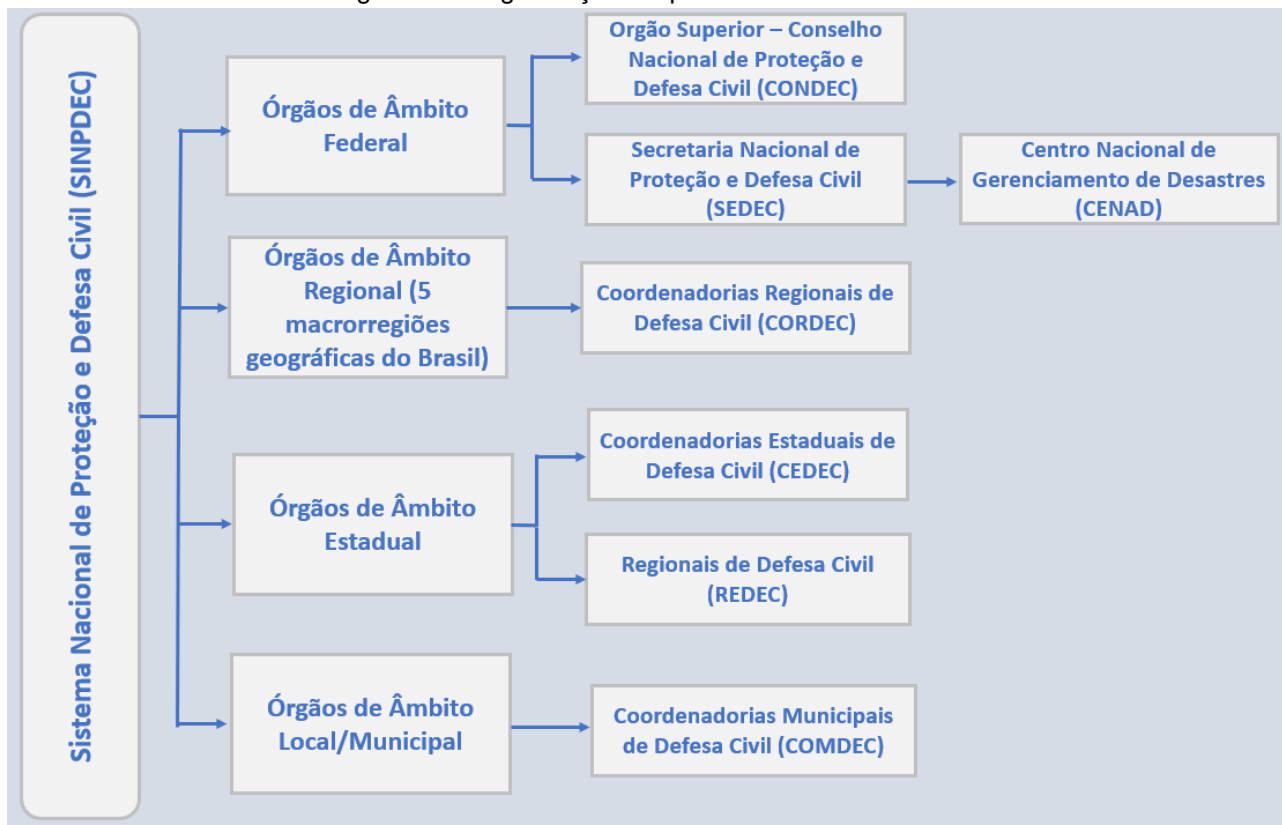 Sistema Nacional de Proteção e Defesa Civil (SINPDEC)
Órgãos de Âmbito
Federal
Orgão Superior – Conselho
Nacional de Proteção e
Defesa Civil (CONDEC)
Secretaria Nacional de
Proteção e Defesa Civil
(SEDEC)
Centro Nacional de
Gerenciamento de Desastres
(CENAD)
Órgãos de Âmbito
Regional (5
macrorregiões
geográficas do Brasil)
Coordenadorias Regionais de
Defesa Civil (CORDEC)
Órgãos de Âmbito
Estadual
Coordenadorias Estaduais de
Defesa Civil (CEDEC)
Regionais de Defesa Civil
(REDEC)
Órgãos de Âmbito
Local/Municipal
Coordenadorias Municipais
de Defesa Civil (COMDEC)